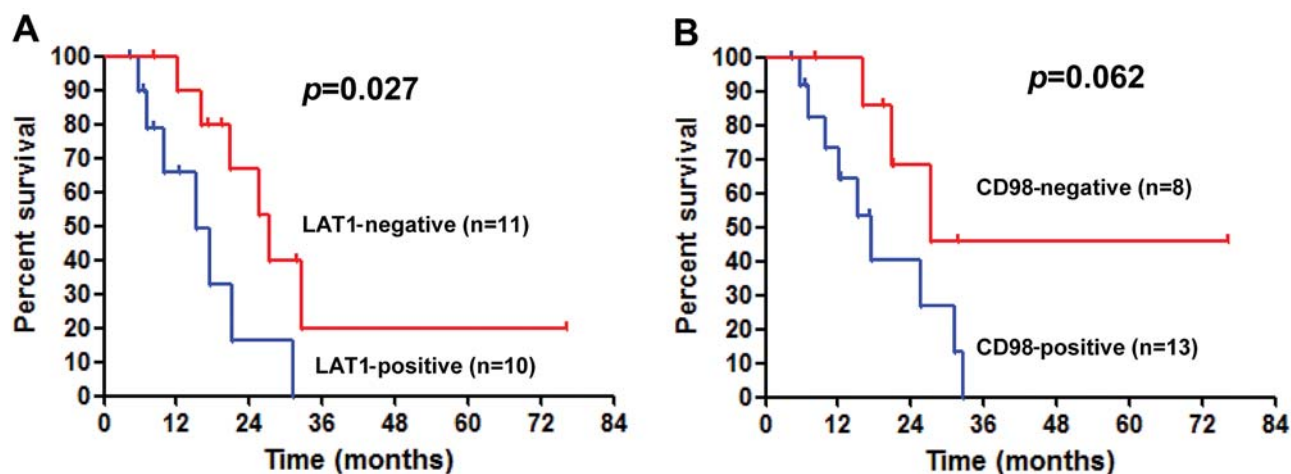 A
100
90
80
70
60
50
40
30
20
10
0
Percent survival
p=0.027
LAT1-negative (n=11)
LAT1-positive (n=10)
0 12 24 36 48 60 72 84
Time (months)
B
100
90
80
70
60
50
40
30
20
10
0
Percent survival
p=0.062
CD98-negative (n=8)
CD98-positive (n=13)
0 12 24 36 48 60 72 84
Time (months)